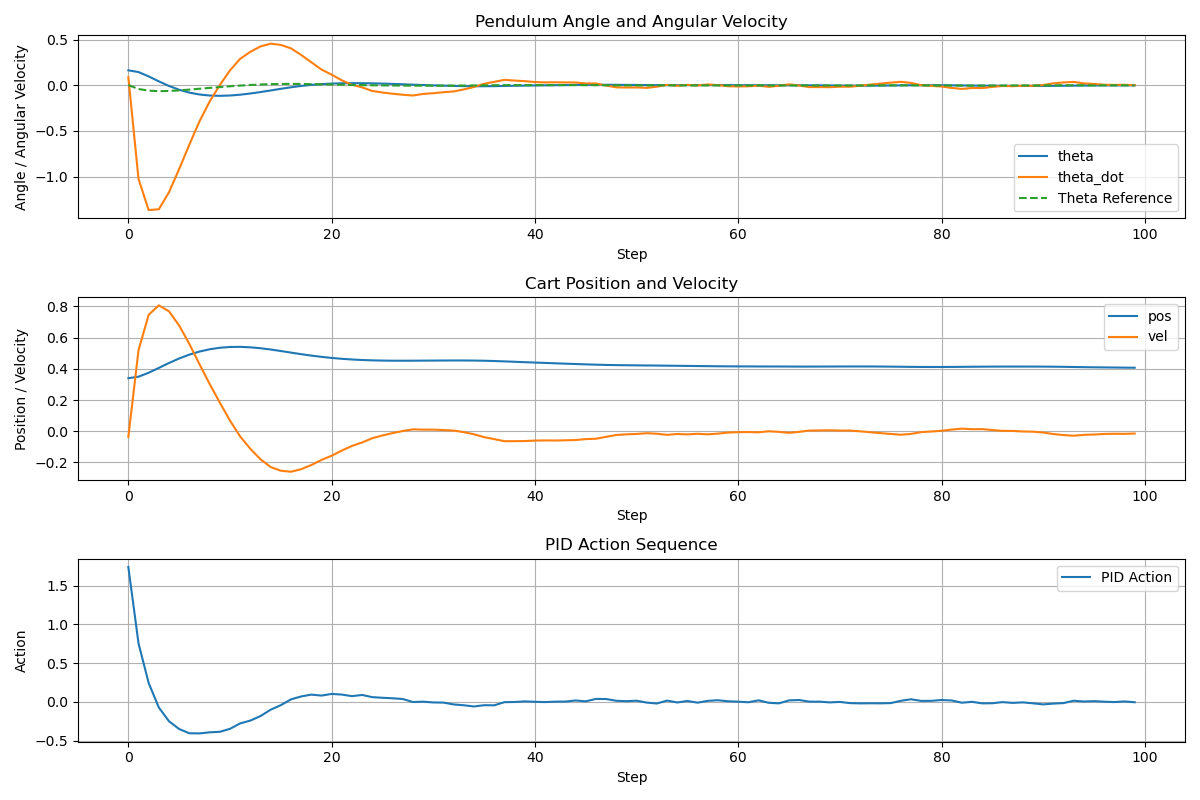 Pendulum Angle and Angular Velocity
Angle / Angular Velocity
0.5
0.0
−0.5
−1.0
theta
theta_dot
Theta Reference
0 20 40 60 80 100
Step
Cart Position and Velocity
Position / Velocity
0.8
0.6
0.4
0.2
0.0
−0.2
pos
vel
0 20 40 60 80 100
Step
PID Action Sequence
Action
1.5
1.0
0.5
0.0
−0.5
PID Action
0 20 40 60 80 100
Step